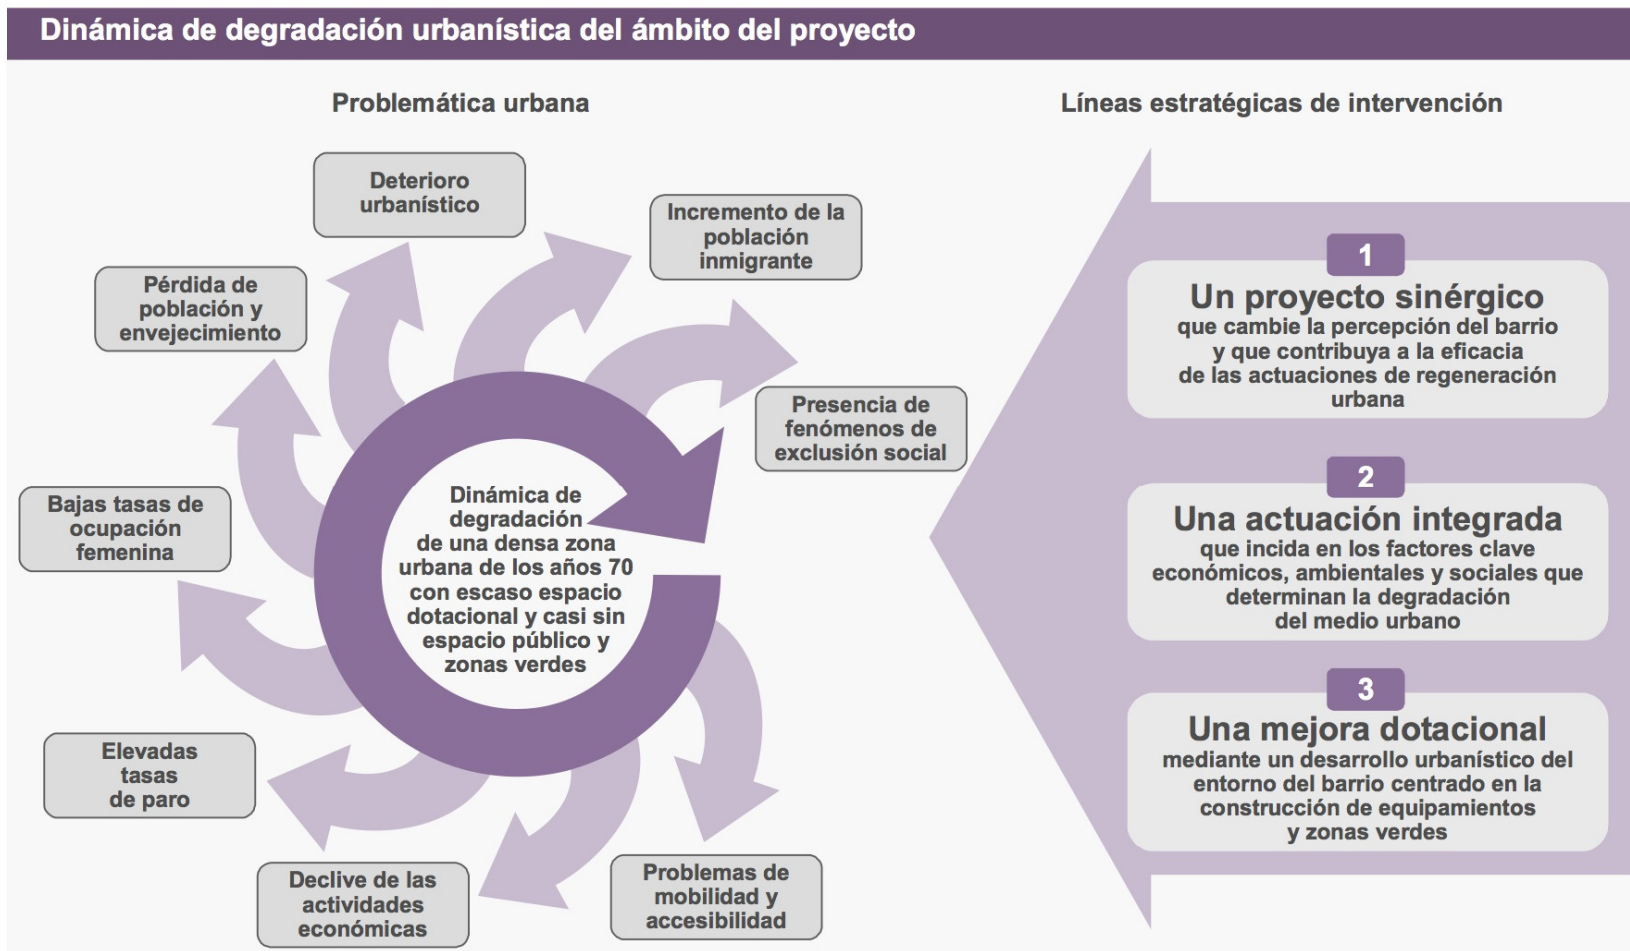 Dinámica de degradación urbanística del ámbito del proyecto
Problemática urbana
Deterioro
urbanístico
Incremento de la
población
inmigrante
Pérdida de
población y
envejecimiento
Presencia de
fenómenos de
exclusión social
Bajas tasas de
ocupación
femenina
Dinámica de
degradación
de una densa zona
urbana de los años 70
con escaso espacio
dotacional y casi sin
espacio público y
zonas verdes
Elevadas
tasas
de paro
Declive de las
actividades
económicas
Problemas de
mobilidad y
accesibilidad
Líneas estratégicas de intervención
1
Un proyecto sinérgico
que cambie la percepción del barrio
y que contribuya a la eficacia
de las actuaciones de regeneración
urbana
2
Una actuación integrada
que incida en los factores clave
económicos, ambientales y sociales que
determinan la degradación
del medio urbano
3
Una mejora dotacional
mediante un desarrollo urbanístico del
entorno del barrio centrado en la
construcción de equipamientos
y zonas verdes